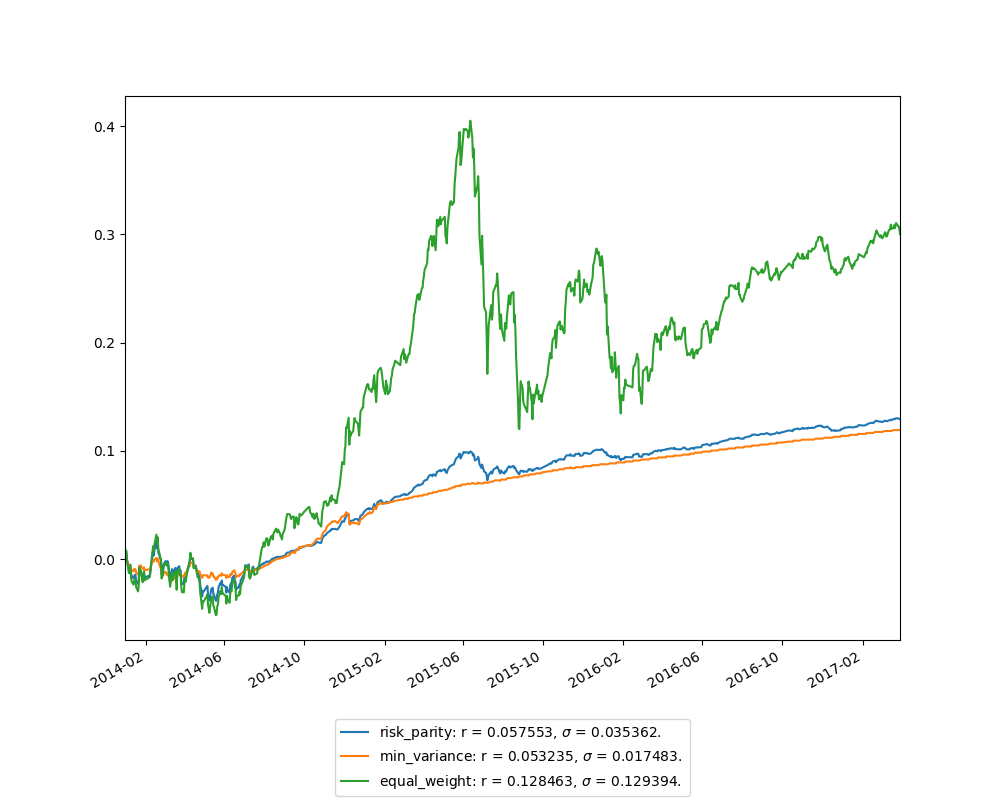 0.4
0.3
0.2
0.1
0.0
2014-02 2014-06 2014-10 2015-02 2015-06 2015-10 2016-02 2016-06 2016-10 2017-02
risk_parity: r = 0.057553, σ = 0.035362.
min_variance: r = 0.053235, σ = 0.017483.
equal_weight: r = 0.128463, σ = 0.129394.